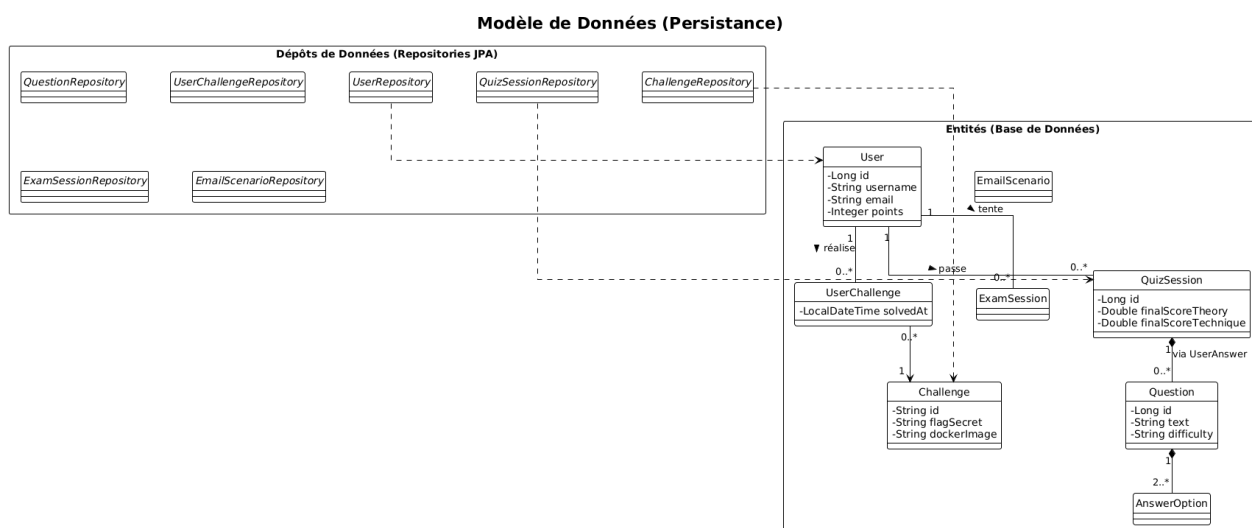 Modèle de Données (Persistance)
Dépôts de Données (Repositories JPA)
QuestionRepository
UserChallengeRepository
UserRepository
QuizSessionRepository
ChallengeRepository
ExamSessionRepository
EmailScenarioRepository
Entités (Base de Données)
User
-Long id
-String username
-String email
-Integer points
EmailScenario
1
tente
0..*
1
réalise
0..*
1
passe
0..*
UserChallenge
-LocalDateTime solvedAt
ExamSession
QuizSession
-Long id
-Double finalScoreTheory
-Double finalScoreTechnique
0..*
1
1
via UserAnswer
0..*
Challenge
-String id
-String flagSecret
-String dockerImage
Question
-Long id
-String text
-String difficulty
1
2..*
AnswerOption